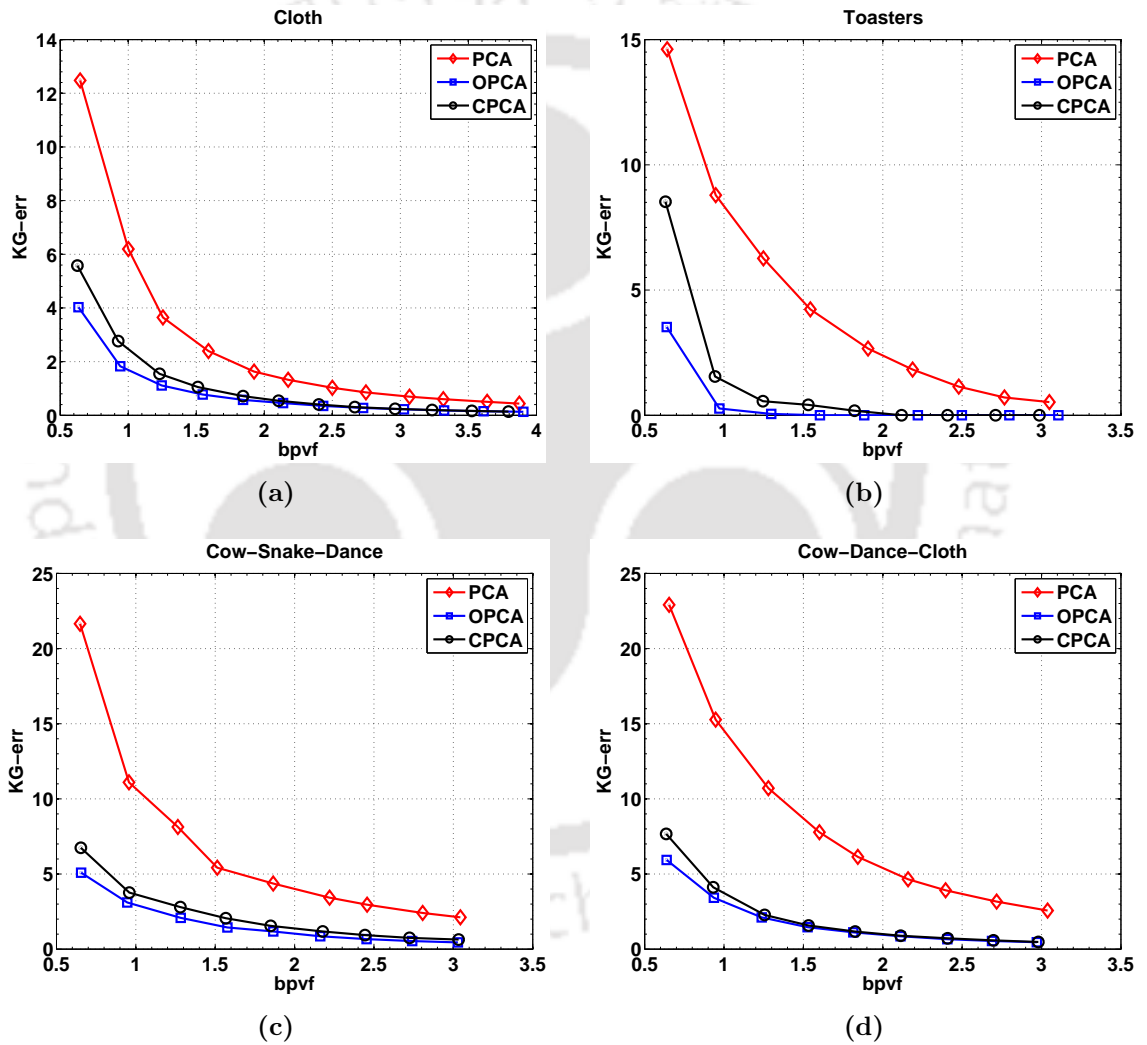 Cloth
14
12
10
8
6
4
2
0
KG-err
0.5 1 1.5 2 2.5 3 3.5 4
bpvf
PCA
OPCA
CPCA
(a)
Toasters
15
10
5
0
KG-err
0.5 1 1.5 2 2.5 3 3.5
bpvf
PCA
OPCA
CPCA
(b)
Cow-Snake-Dance
25
20
15
10
5
0
KG-err
0.5 1 1.5 2 2.5 3 3.5
bpvf
PCA
OPCA
CPCA
(c)
Cow-Dance-Cloth
25
20
15
10
5
0
KG-err
0.5 1 1.5 2 2.5 3 3.5
bpvf
PCA
OPCA
CPCA
(d)